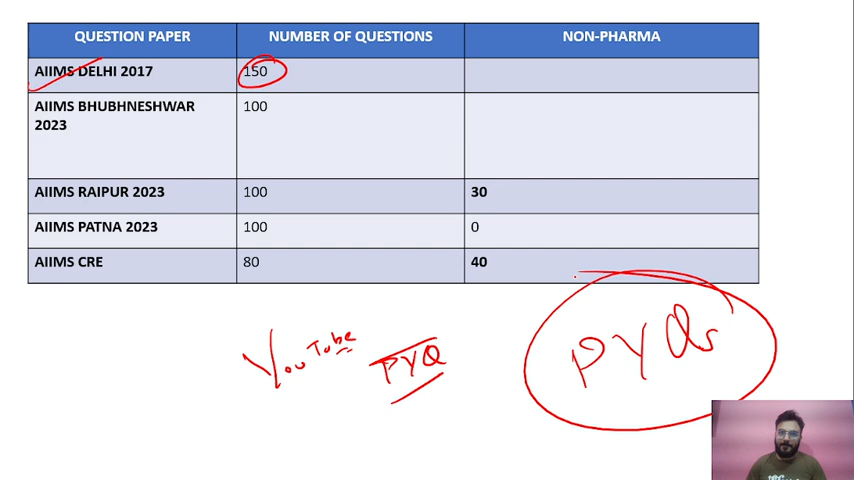 QUESTION PAPER NUMBER OF QUESTIONS NON-PHARMA
AIIMS DELHI 2017 150
AIIMS BHUBHNESHWAR 100
2023
AIIMS RAIPUR 2023 100 30
AIIMS PATNA 2023 100 0
AIIMS CRE 80 40
YouTube PYQ
PYQs